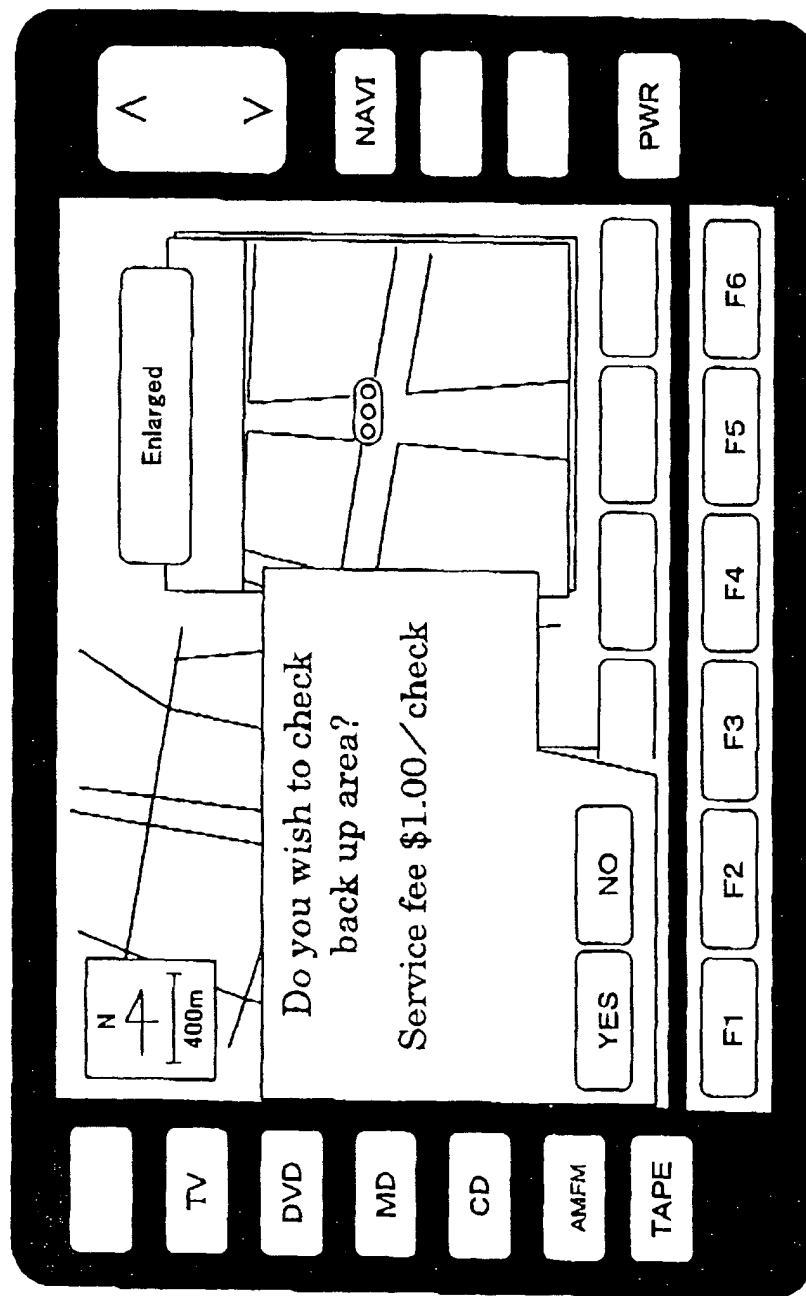 TV
DVD
MD
CD
AMFM
TAPE
N
400m
Enlarged
Do you wish to check
back up area?
Service fee $1.00/check
YES
NO
F1
F2
F3
F4
F5
F6
<
>
NAVI
PWR